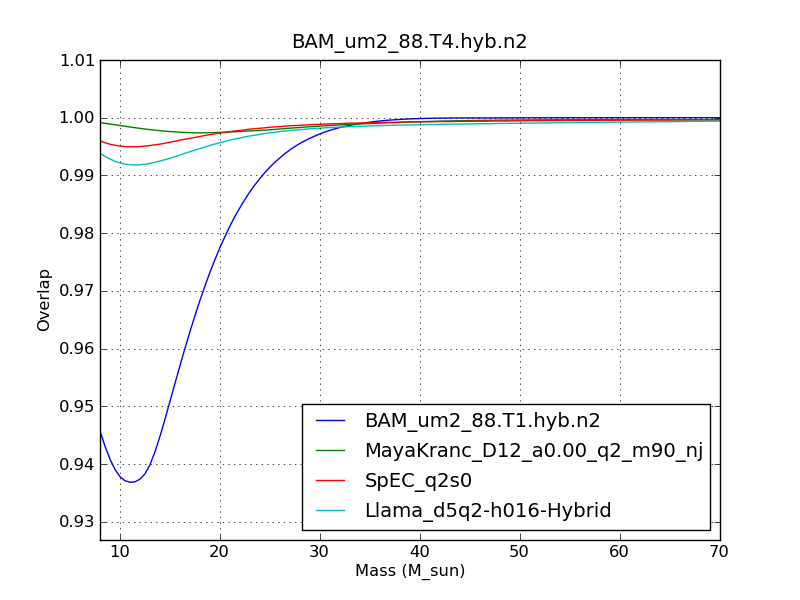 BAM_um2_88.T4.hyb.n2
1.01
1.00
0.99
0.98
0.97
0.96
0.95
0.94
0.93
Overlap
BAM_um2_88.T1.hyb.n2
MayaKranc_D12_a0.00_q2_m90_nj
SpEC_q2s0
Llama_d5q2-h016-Hybrid
10 20 30 40 50 60 70
Mass (M_sun)